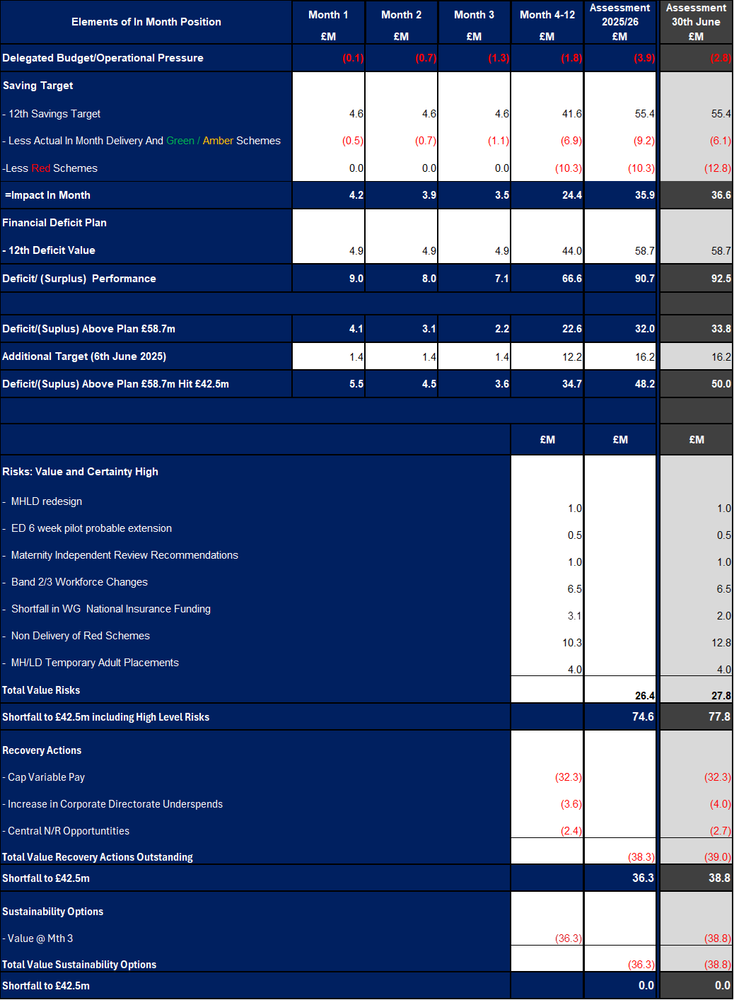 Elements of In Month Position Month 1 £M Month 2 £M Month 3 £M Month 4-12 £M Assessment 2025/26 £M Assessment 30th June £M
Delegated Budget/Operational Pressure (0.1) (0.7) (1.3) (1.8) (3.9) (2.8)
Saving Target
- 12th Savings Target 4.6 4.6 4.6 41.6 55.4 55.4
- Less Actual In Month Delivery And Green / Amber Schemes (0.5) (0.7) (1.1) (6.9) (9.2) (6.1)
-Less Red Schemes 0.0 0.0 0.0 (10.3) (10.3) (12.8)
=Impact In Month 4.2 3.9 3.5 24.4 35.9 36.6
Financial Deficit Plan
- 12th Deficit Value 4.9 4.9 4.9 44.0 58.7 58.7
Deficit/ (Surplus) Performance 9.0 8.0 7.1 66.6 90.7 92.5
Deficit/(Suplus) Above Plan £58.7m 4.1 3.1 2.2 22.6 32.0 33.8
Additional Target (6th June 2025) 1.4 1.4 1.4 12.2 16.2 16.2
Deficit/(Suplus) Above Plan £58.7m Hit £42.5m 5.5 4.5 3.6 34.7 48.2 50.0
£M £M £M
Risks: Value and Certainty High
- MHLD redesign 1.0 1.0
- ED 6 week pilot probable extension 0.5 0.5
- Maternity Independent Review Recommendations 1.0 1.0
- Band 2/3 Workforce Changes 6.5 6.5
- Shortfall in WG National Insurance Funding 3.1 2.0
- Non Delivery of Red Schemes 10.3 12.8
- MH/LD Temporary Adult Placements 4.0 4.0
Total Value Risks 26.4 27.8
Shortfall to £42.5m including High Level Risks 74.6 77.8
Recovery Actions
- Cap Variable Pay (32.3) (32.3)
- Increase in Corporate Directorate Underspends (3.6) (4.0)
- Central N/R Opportuntities (2.4) (2.7)
Total Value Recovery Actions Outstanding (38.3) (39.0)
Shortfall to £42.5m 36.3 38.8
Sustainability Options
- Value @ Mth 3 (36.3) (38.8)
Total Value Sustainability Options (36.3) (38.8)
Shortfall to £42.5m 0.0 0.0